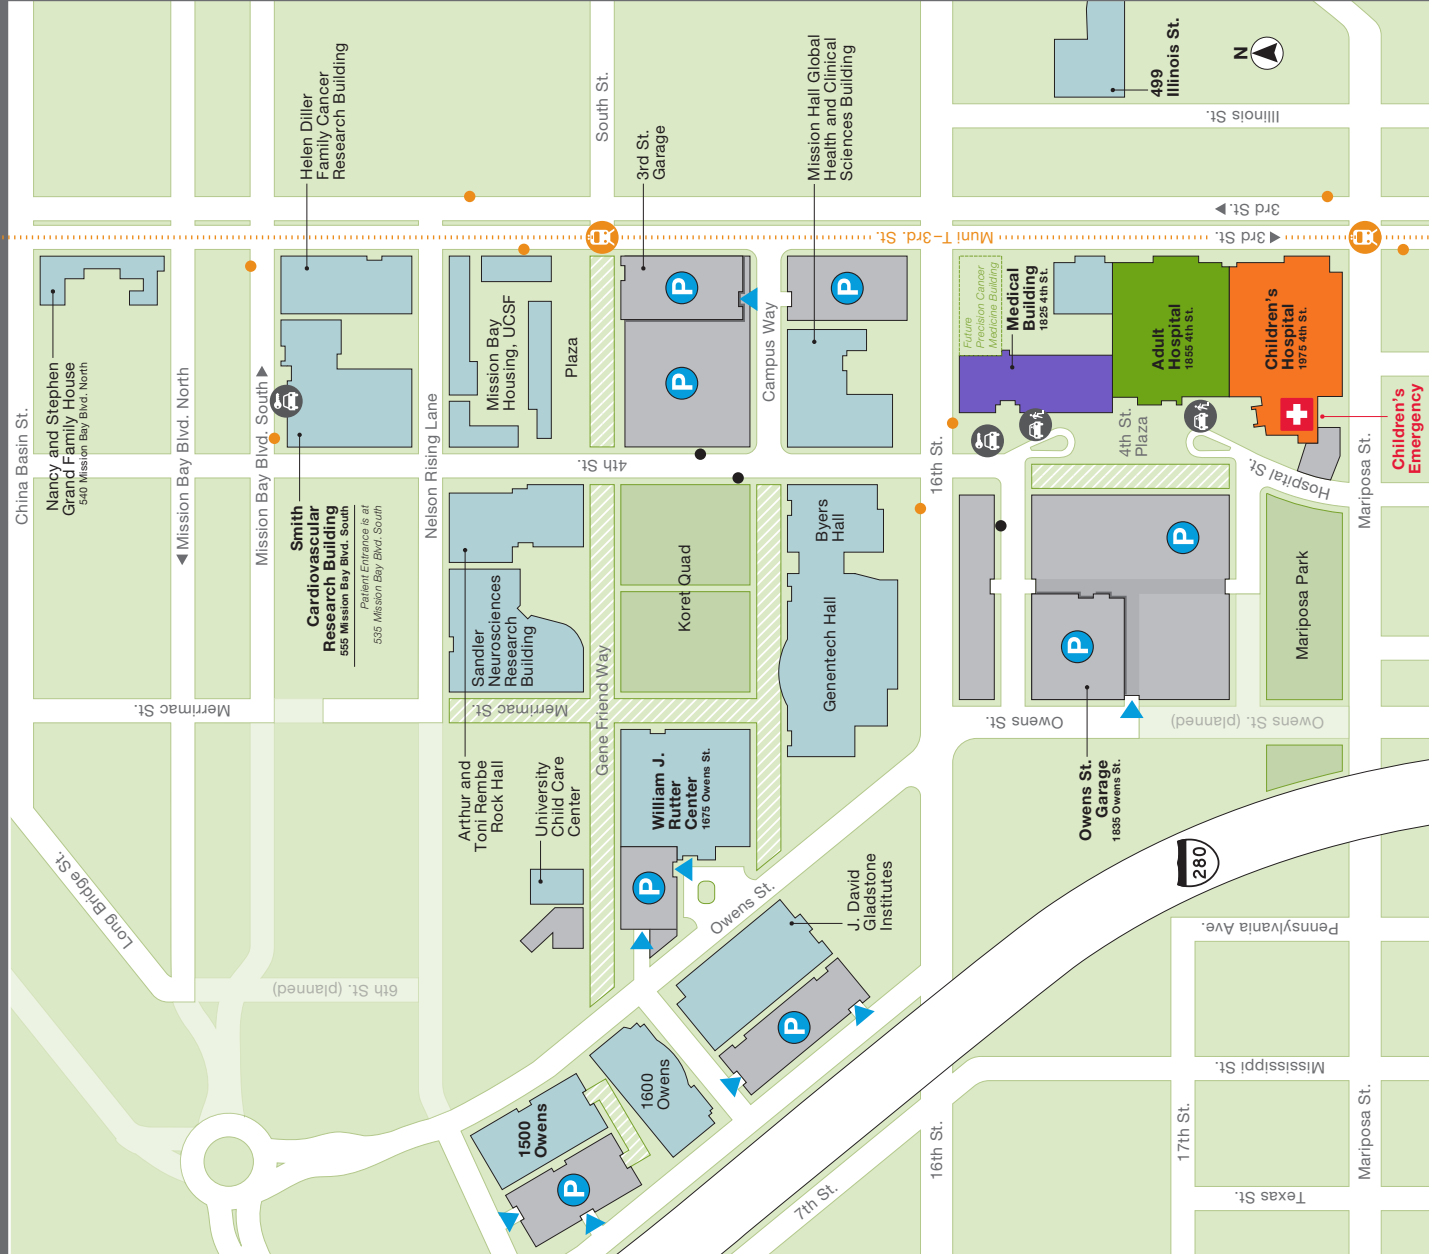 China Basin St.
Nancy and Stephen
Grand Family House
540 Mission Bay Blvd. North
Mission Bay Blvd. North
Mission Bay Blvd. South
Helen Diller
Family Cancer
Research Building
Smith
Cardiovascular
Research Building
555 Mission Bay Blvd. South
Patient Entrance is at
535 Mission Bay Blvd. South
Nelson Rising Lane
Mission Bay
Housing, UCSF
Plaza
South St.
3rd St.
Garage
P
P
P
Campus Way
Mission Hall Global
Health and Clinical
Sciences Building
Muni T–3rd. St.
3rd St.
3rd St.
Illinois St.
499
Illinois St.
N
Future
Precision Cancer
Medicine Building
Medical
Building
1825 4th St.
Adult
Hospital
1855 4th St.
Children's
Hospital
1975 4th St.
Children's
Emergency
4th St.
Plaza
Hospital St.
Mariposa St.
16th St.
4th St.
Merrimac St.
Merrimac St.
Sandler
Neurosciences
Research
Building
Arthur and
Toni Rembe
Rock Hall
University
Child Care
Center
Gene Friend Way
Koret Quad
Byers
Hall
Genentech Hall
William J.
Rutter
Center
1675 Owens St.
P
Owens St.
J. David
Gladstone
Institutes
P
1600
Owens
1500
Owens
P
Long Bridge St.
6th St. (planned)
P
P
Owens St.
Owens St. (planned)
Owens St.
Garage
1835 Owens St.
Mariposa Park
280
Pennsylvania Ave.
Mississippi St.
Texas St.
7th St.
16th St.
17th St.
Mariposa St.